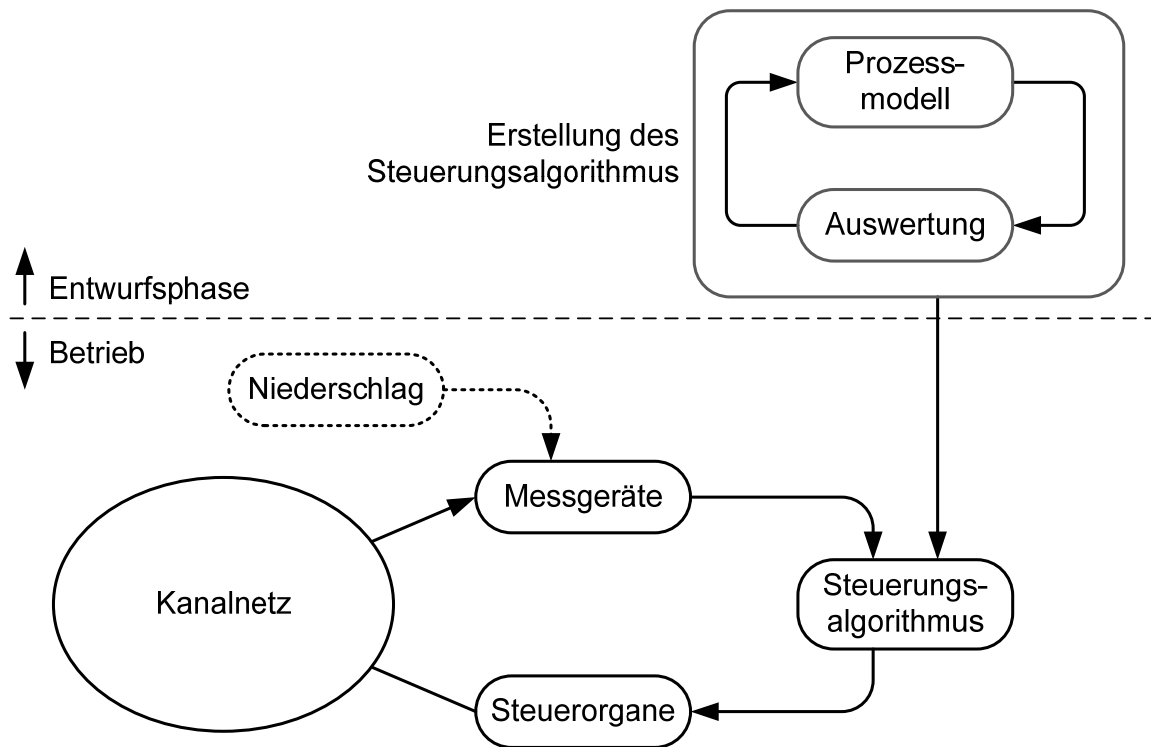 Prozess-
modell
Erstellung des
Steuerungsalgorithmus
Auswertung
Entwurfsphase
Betrieb
Niederschlag
Messgeräte
Kanalnetz
Steuerungs-
algorithmus
Steuerorgane